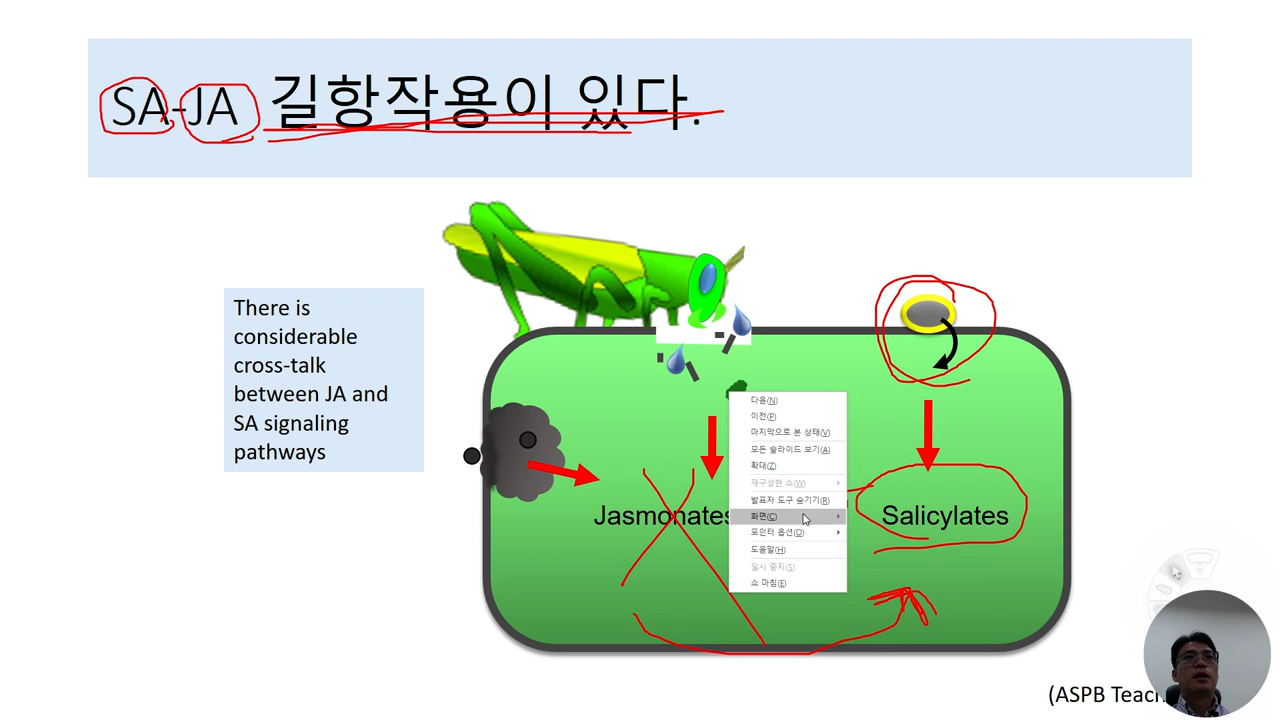 SA-JA 길항작용이 있다.
There is
considerable
cross-talk
between JA and
SA signaling
pathways
다음(N)
이전(P)
마지막으로 본 상태(V)
모든 슬라이드 보기(A)
확대(Z)
재구성한 쇼(W)
발표자 도구 숨기기(R)
화면(C)
포인터 옵션(O)
도움말(H)
일시 중지(S)
쇼 마침(E)
Jasmonates
Salicylates
(ASPB Teach